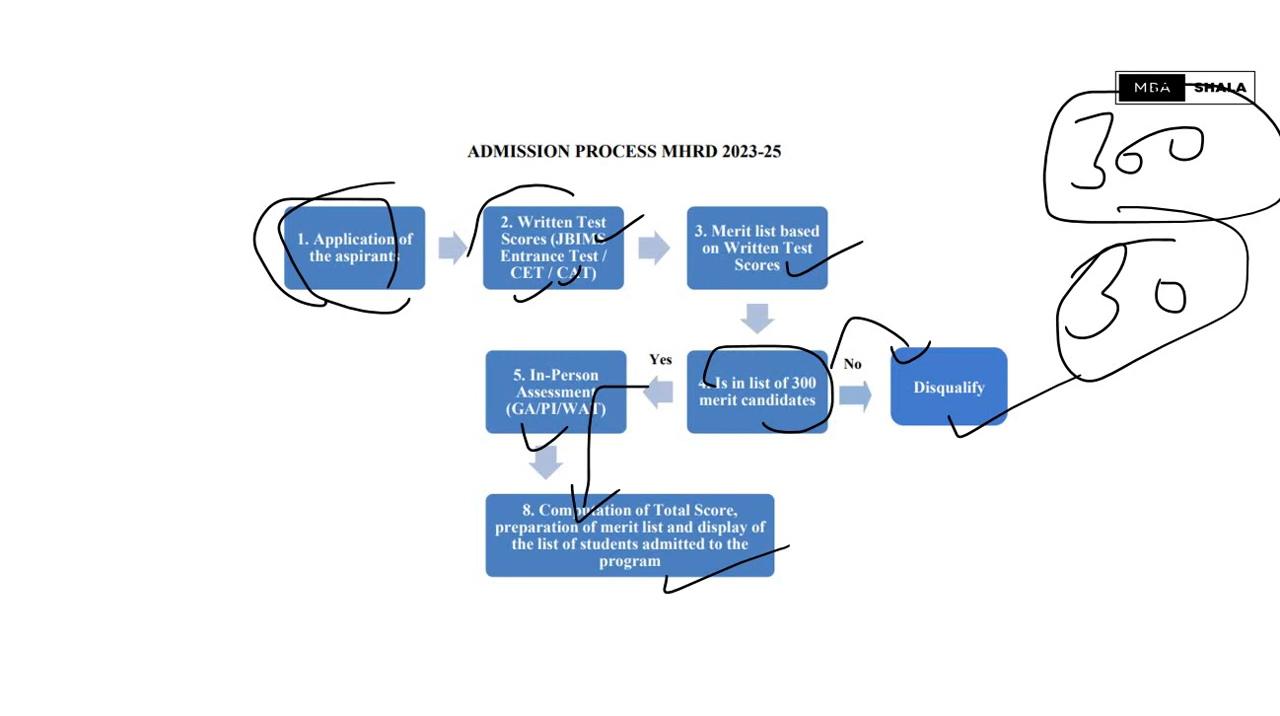 MBA SHALA
300
ADMISSION PROCESS MHRD 2023-25
1. Application of
the aspirants
2. Written Test
Scores (JBIMS
Entrance Test /
CET / CAT)
3. Merit list based
on Written Test
Scores
30
4. Is in list of 300
merit candidates
Yes
No
5. In-Person
Assessment
(GA/PI/WAT)
Disqualify
8. Computation of Total Score,
preparation of merit list and display of
the list of students admitted to the
program